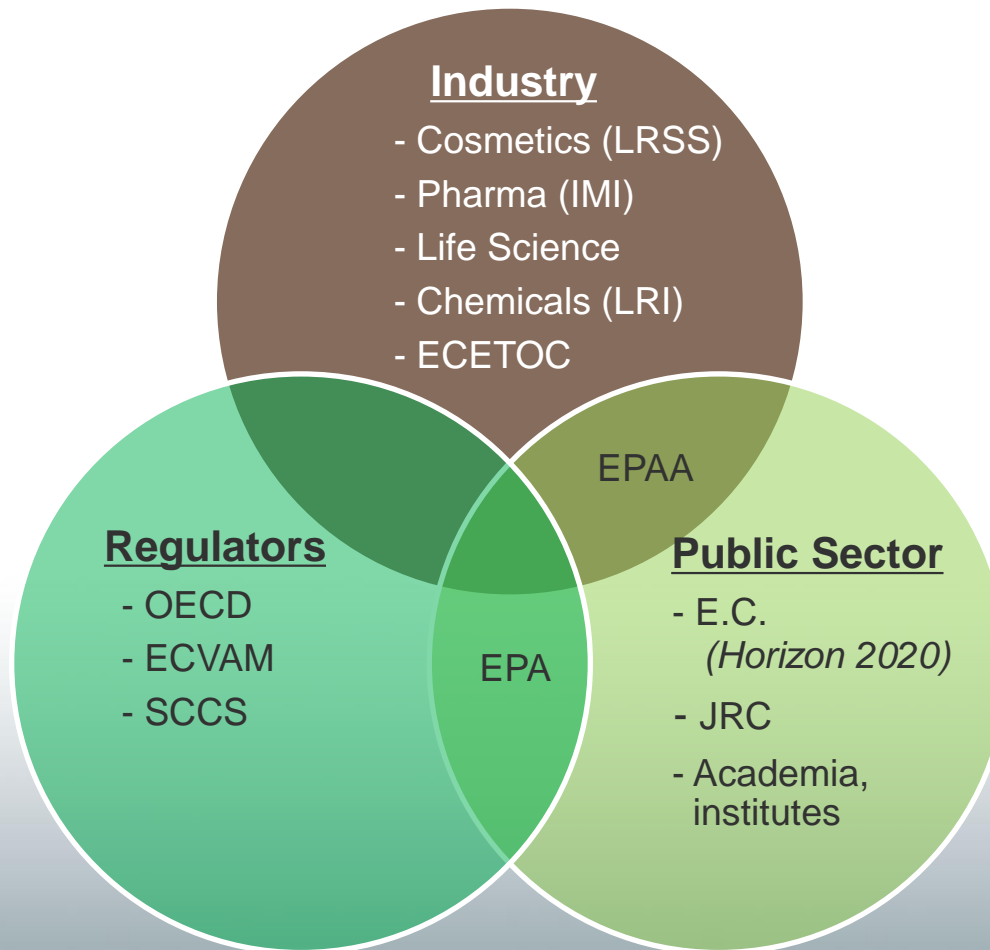 Industry
- Cosmetics (LRSS)
- Pharma (IMI)
- Life Science
- Chemicals (LRI)
- ECETOC
EPAA
Regulators
- OECD
- ECVAM
- SCCS
EPA
Public Sector
- E.C.
(Horizon 2020)
- JRC
- Academia,
institutes